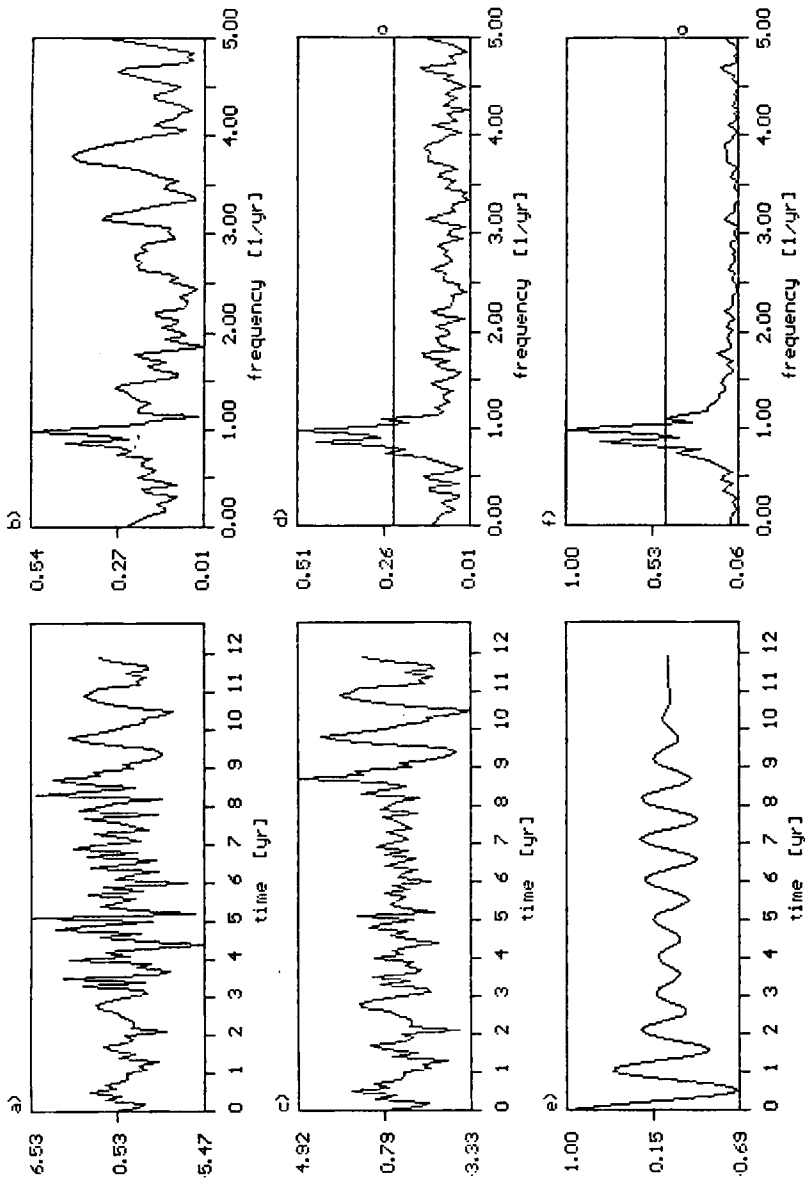 a)
6.53
0.53
-5.47
0 1 2 3 4 5 6 7 8 9 10 11 12
time [yr]
b)
0.54
0.27
0.01
0.00 1.00 2.00 3.00 4.00 5.00
frequency [1/yr]
c)
4.92
0.79
-3.33
0 1 2 3 4 5 6 7 8 9 10 11 12
time [yr]
d)
0.51
0.26
0.01
0.00 1.00 2.00 3.00 4.00 5.00
frequency [1/yr]
e)
1.00
0.15
-0.69
0 1 2 3 4 5 6 7 8 9 10 11 12
time [yr]
f)
1.00
0.53
0.06
0.00 1.00 2.00 3.00 4.00 5.00
frequency [1/yr]